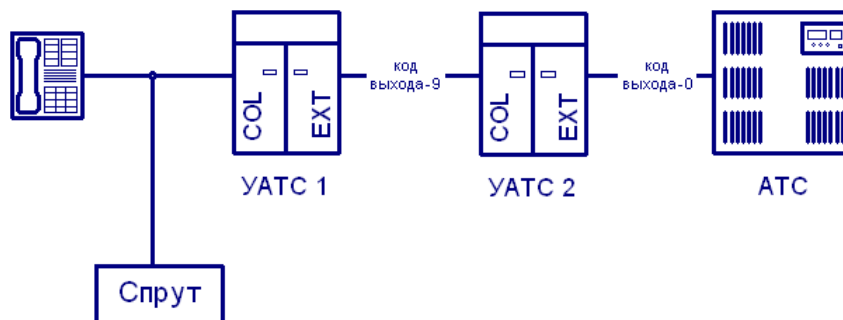 код
выхода-9
код
выхода-0
COL
EXT
COL
EXT
УАТС 1
УАТС 2
АТС
Спрут